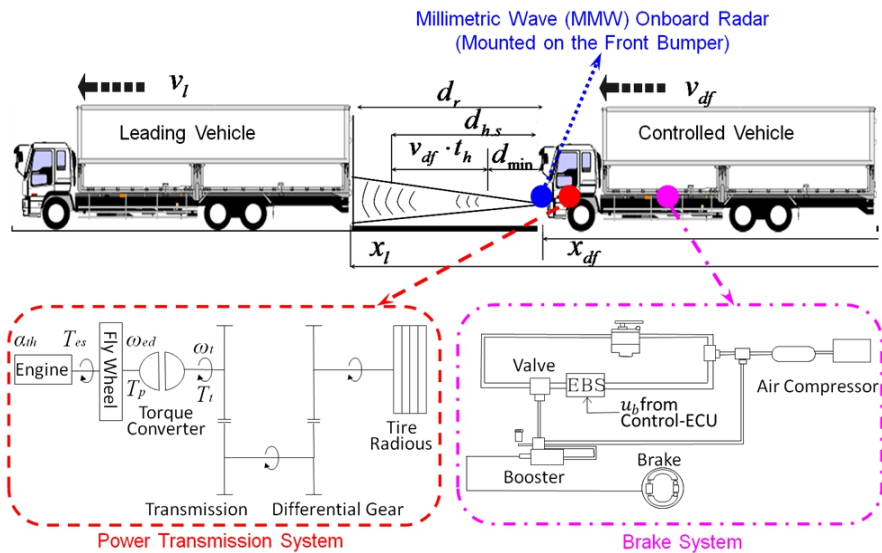 Millimetric Wave (MMW) Onboard Radar
(Mounted on the Front Bumper)
v_l
v_df
d_r
Leading Vehicle
d_h.s
Controlled Vehicle
v_df · t_h
d_min
x_l
x_df
α_th
T_es
ω_ed
ω_t
Engine
Fly Wheel
T_p
T_t
Torque
Converter
Tire
Radious
Transmission
Differential Gear
Power Transmission System
Valve
EBS
Air Compressor
u_b from
Control-ECU
Booster
Brake
Brake System